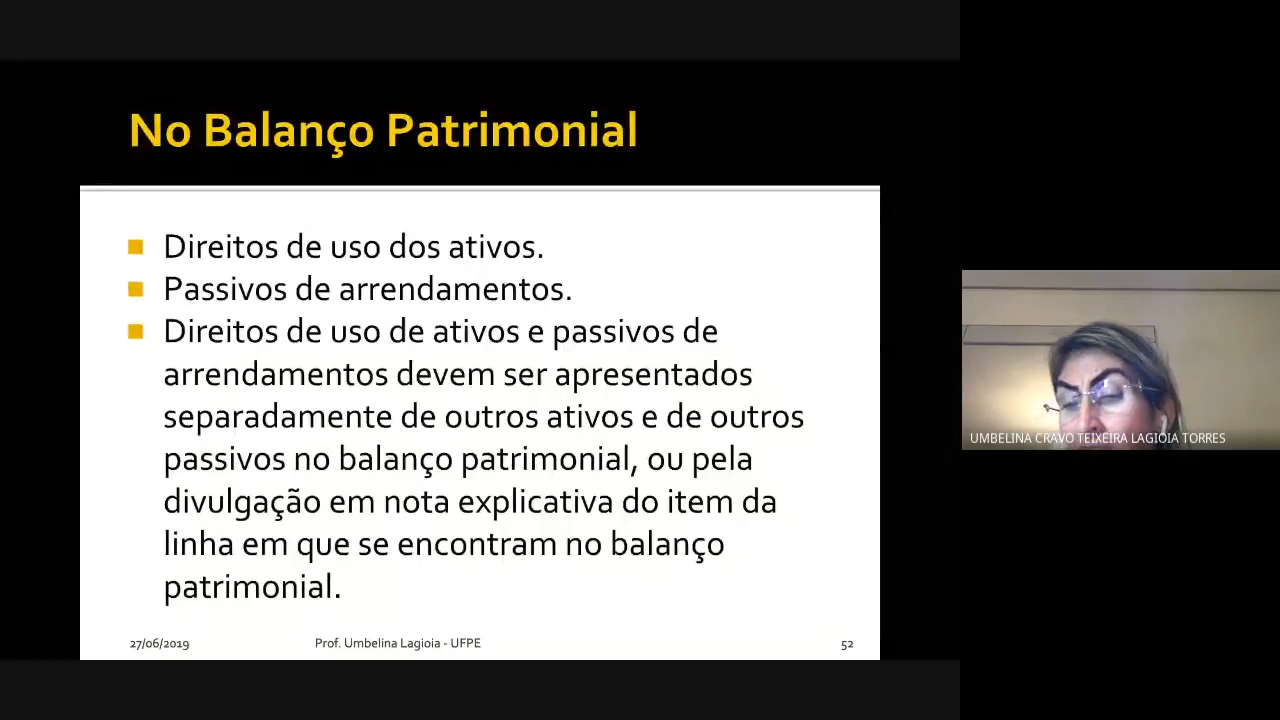 No Balanço Patrimonial
Direitos de uso dos ativos.
Passivos de arrendamentos.
Direitos de uso de ativos e passivos de
arrendamentos devem ser apresentados
separadamente de outros ativos e de outros
passivos no balanço patrimonial, ou pela
divulgação em nota explicativa do item da
linha em que se encontram no balanço
patrimonial.
27/06/2019
Prof. Umbelina Lagioia - UFPE
52
UMBELINA CRAVO TEIXEIRA LAGIOIA TORRES